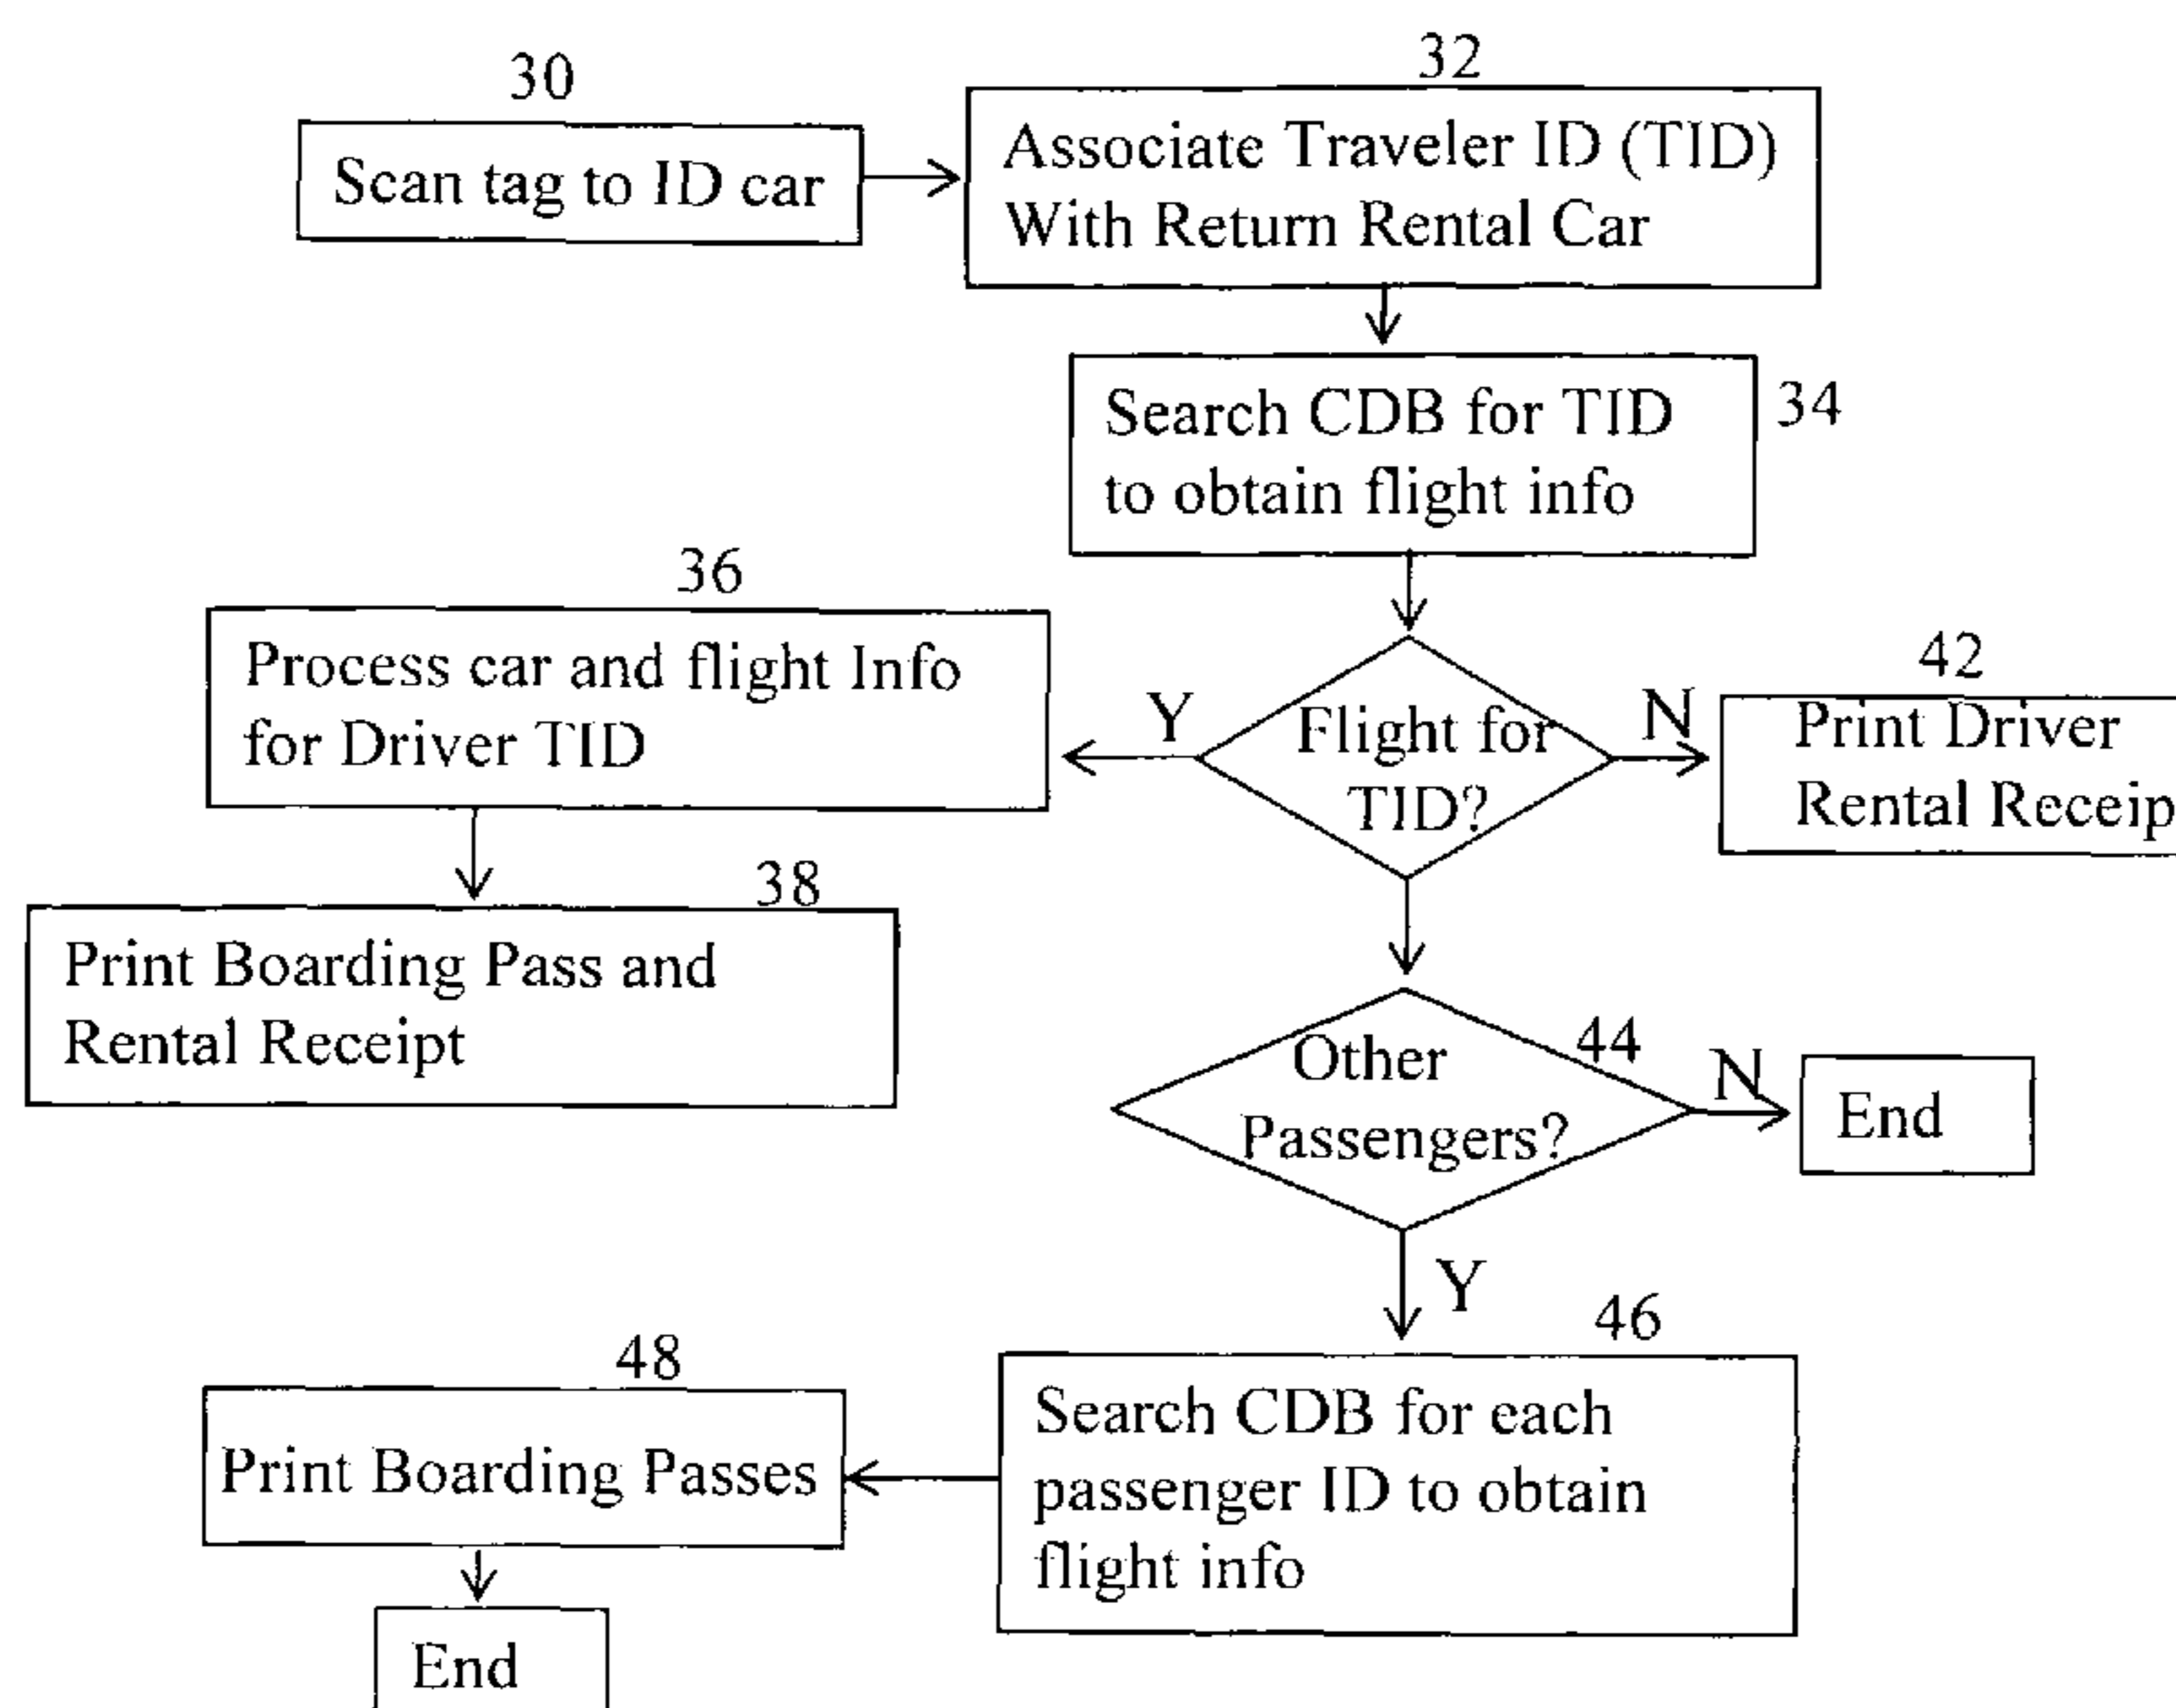 30
Scan tag to ID car
32
Associate Traveler ID (TID)
With Return Rental Car
34
Search CDB for TID
to obtain flight info
36
Process car and flight Info
for Driver TID
Y
Flight for
TID?
N
42
Print Driver
Rental Receip
38
Print Boarding Pass and
Rental Receipt
Other
Passengers?
44
N
End
Y
46
Search CDB for each
passenger ID to obtain
flight info
48
Print Boarding Passes
End